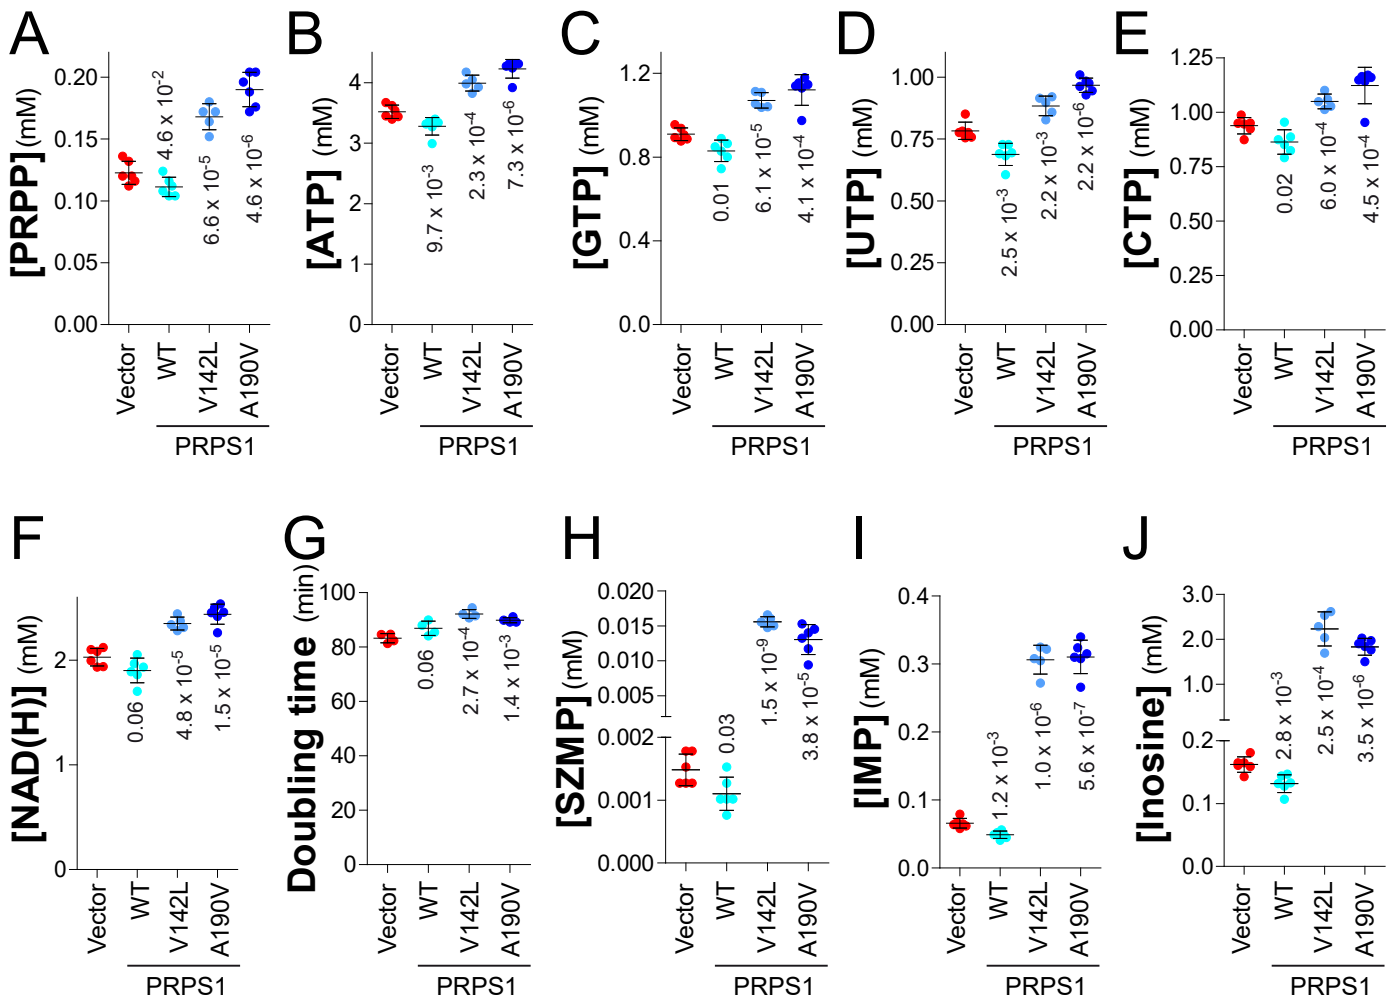 A
[PRPP] (mM)
0.20
0.15
0.10
0.05
0.00
4.6 x 10-2
6.6 x 10-5
4.6 x 10-6
Vector
WT
V142L
A190V
PRPS1
B
[ATP] (mM)
4
3
2
1
0
9.7 x 10-3
2.3 x 10-4
7.3 x 10-6
Vector
WT
V142L
A190V
PRPS1
C
[GTP] (mM)
1.2
0.8
0.4
0.0
0.01
6.1 x 10-5
4.1 x 10-4
Vector
WT
V142L
A190V
PRPS1
D
[UTP] (mM)
1.00
0.75
0.50
0.25
0.00
2.5 x 10-3
2.2 x 10-3
2.2 x 10-6
Vector
WT
V142L
A190V
PRPS1
E
[CTP] (mM)
1.25
1.00
0.75
0.50
0.25
0.00
0.02
6.0 x 10-4
4.5 x 10-4
Vector
WT
V142L
A190V
PRPS1
F
[NAD(H)] (mM)
2
1
0
0.06
4.8 x 10-5
1.5 x 10-5
Vector
WT
V142L
A190V
PRPS1
G
Doubling time (min)
100
80
60
40
20
0
0.06
2.7 x 10-4
1.4 x 10-3
Vector
WT
V142L
A190V
PRPS1
H
[SZMP] (mM)
0.020
0.015
0.010
0.005
0.002
0.001
0.000
0.03
1.5 x 10-9
3.8 x 10-5
Vector
WT
V142L
A190V
PRPS1
I
[IMP] (mM)
0.4
0.3
0.2
0.1
0.0
1.2 x 10-3
1.0 x 10-6
5.6 x 10-7
Vector
WT
V142L
A190V
PRPS1
J
[Inosine] (mM)
3.0
2.0
1.0
0.2
0.1
0.0
2.8 x 10-3
2.5 x 10-4
3.5 x 10-6
Vector
WT
V142L
A190V
PRPS1